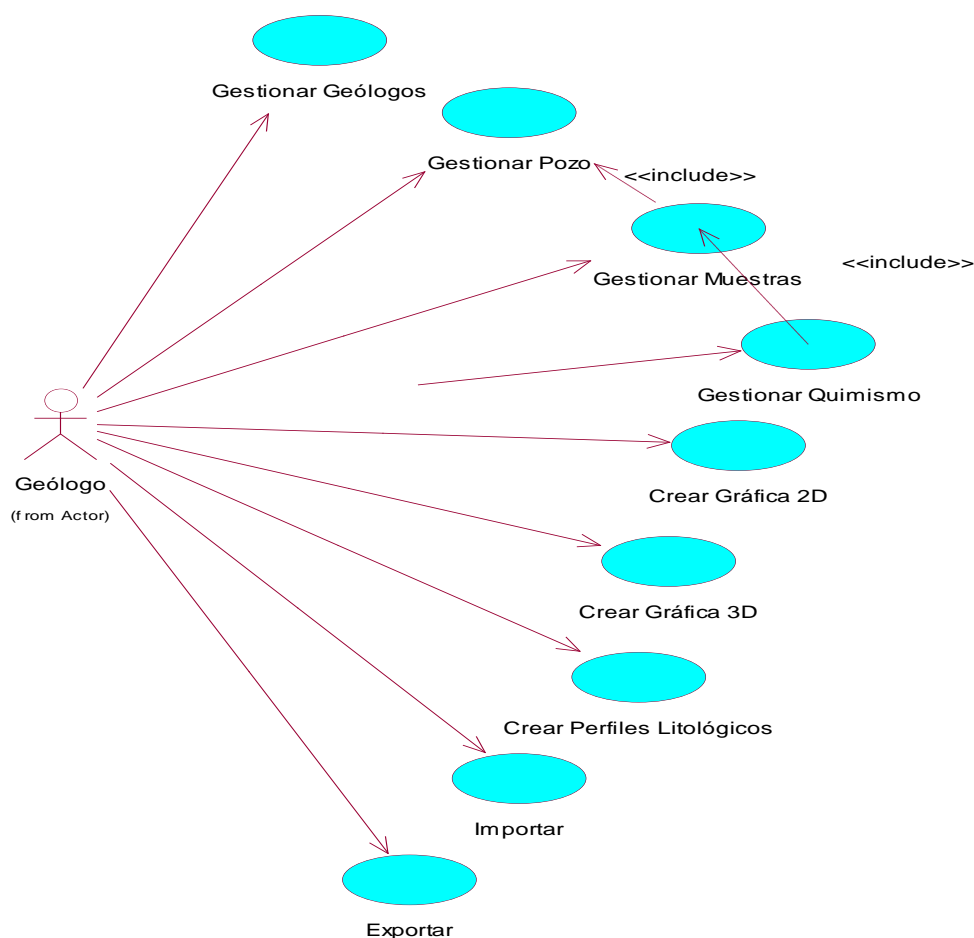 Gestionar Geólogos
Gestionar Pozo
<<include>>
Gestionar Muestras
<<include>>
Gestionar Quimismo
Geólogo
(from Actor)
Crear Gráfica 2D
Crear Gráfica 3D
Crear Perfiles Litológicos
Importar
Exportar